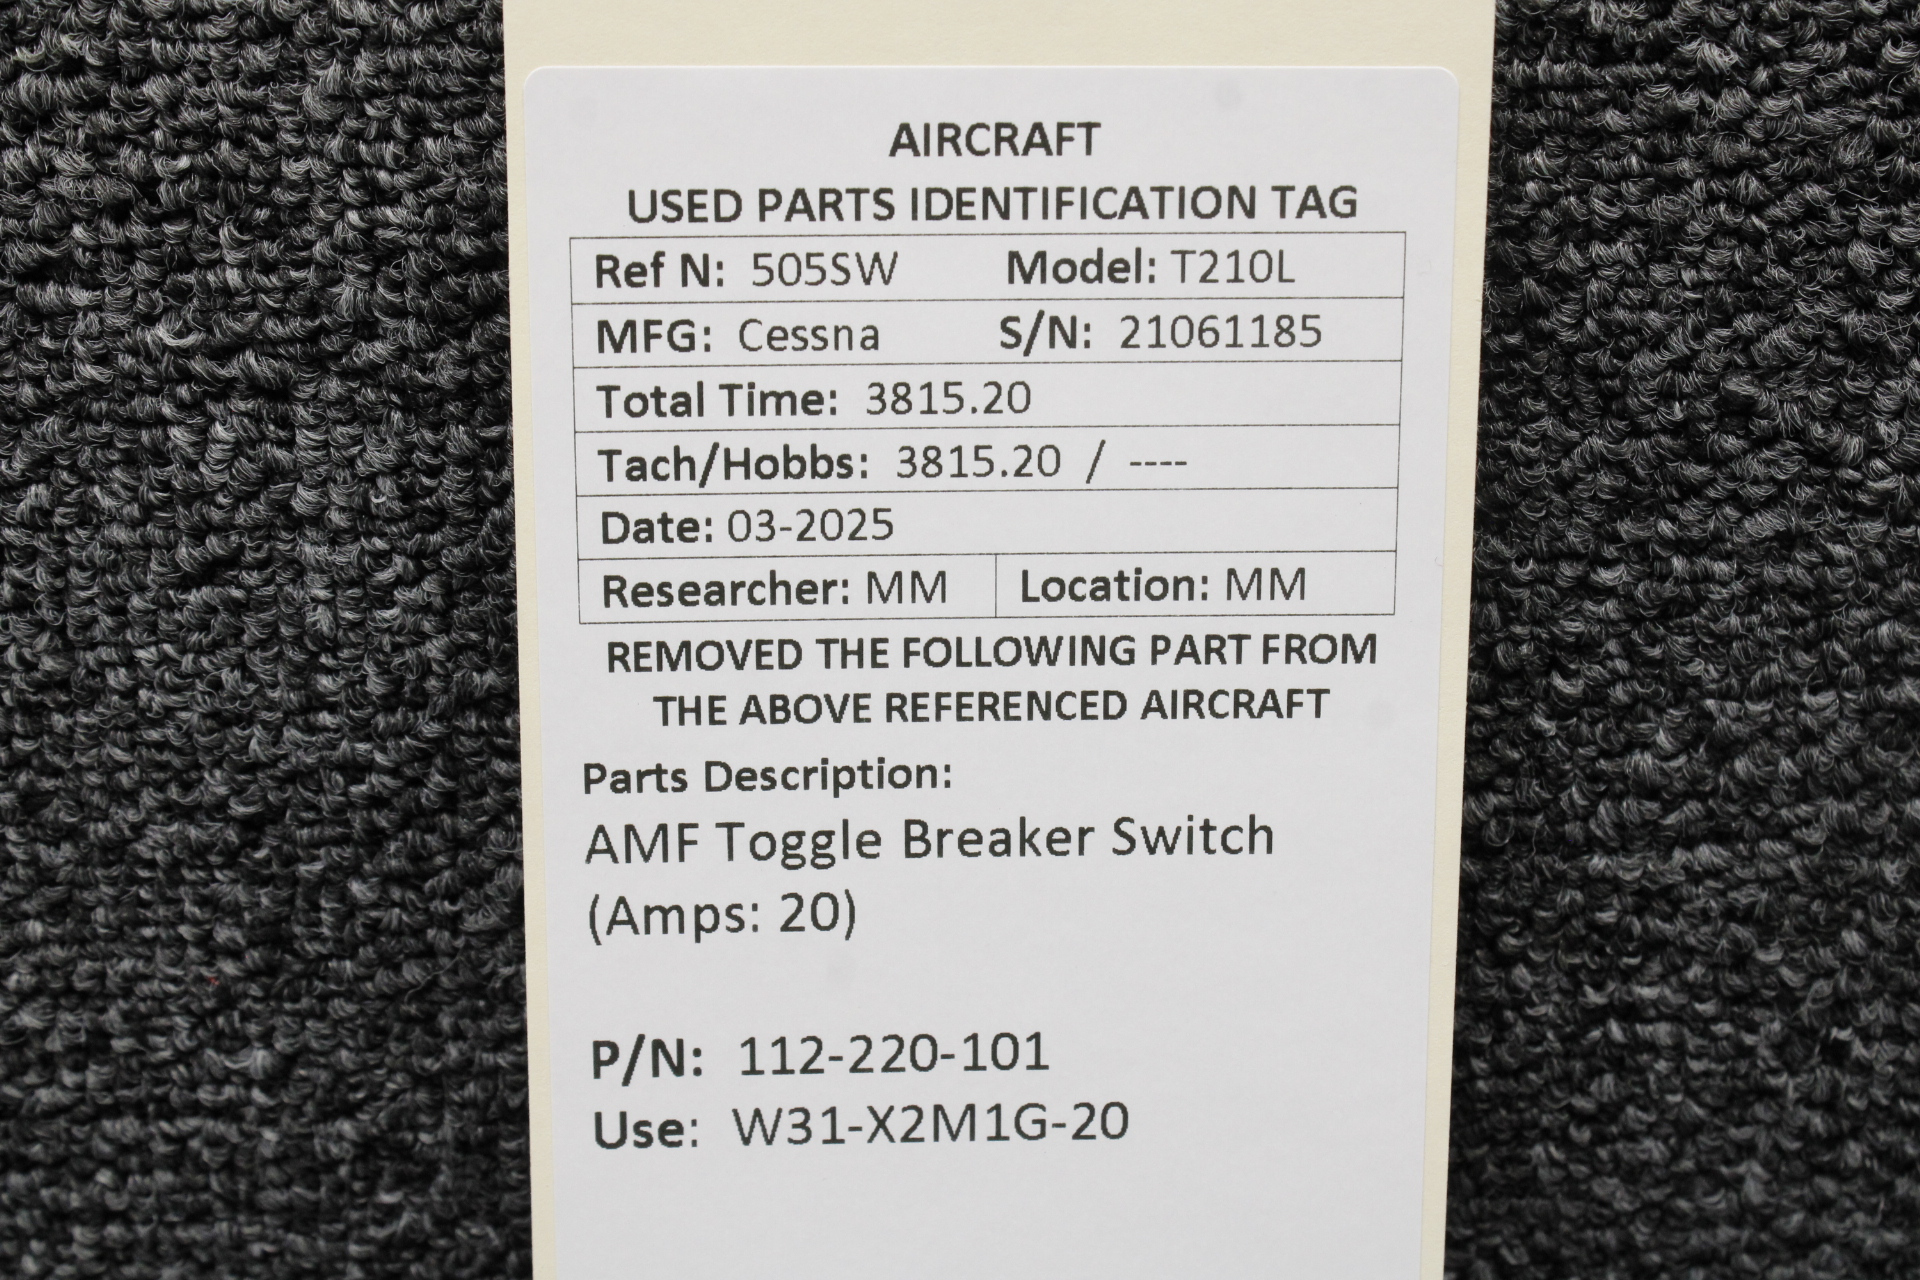 AIRCRAFT
USED PARTS IDENTIFICATION TAG
Ref N: 505SW Model: T210L
MFG: Cessna S/N: 21061185
Total Time: 3815.20
Tach/Hobbs: 3815.20 / ----
Date: 03-2025
Researcher: MM Location: MM
REMOVED THE FOLLOWING PART FROM
THE ABOVE REFERENCED AIRCRAFT
Parts Description:
AMF Toggle Breaker Switch
(Amps: 20)
P/N: 112-220-101
Use: W31-X2M1G-20